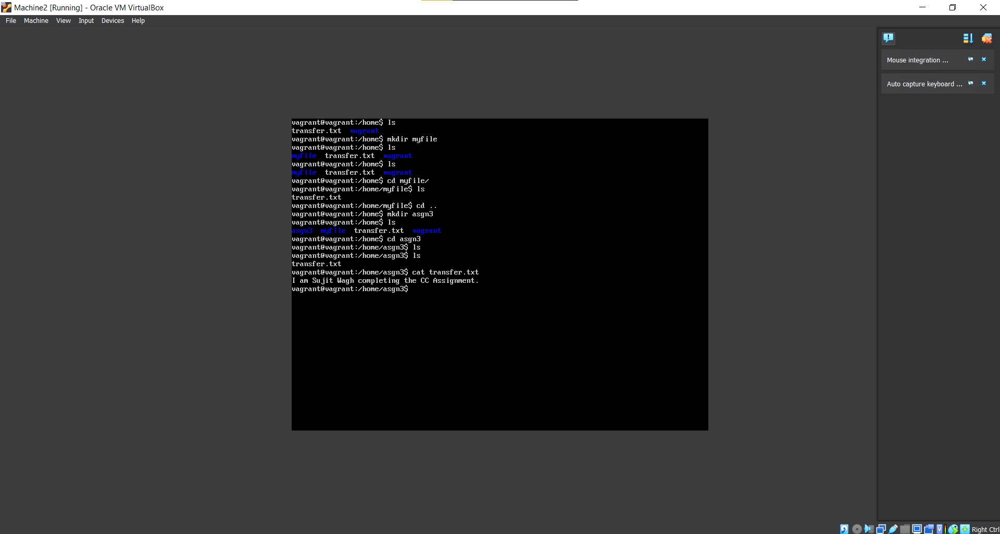 Machine2 [Running] - Oracle VM VirtualBox
File Machine View Input Devices Help
Mouse integration ...
Auto capture keyboard ...
vagrant@vagrant:/home$ ls
transfer.txt vagrant
vagrant@vagrant:/home$ mkdir myfile
vagrant@vagrant:/home$ ls
myfile transfer.txt vagrant
vagrant@vagrant:/home$ ls
myfile transfer.txt vagrant
vagrant@vagrant:/home$ cd myfile/
vagrant@vagrant:/home/myfile$ ls
transfer.txt
vagrant@vagrant:/home/myfile$ cd ..
vagrant@vagrant:/home$ mkdir asgn3
vagrant@vagrant:/home$ ls
asgn3 myfile transfer.txt vagrant
vagrant@vagrant:/home$ cd asgn3
vagrant@vagrant:/home/asgn3$ ls
vagrant@vagrant:/home/asgn3$ ls
transfer.txt
vagrant@vagrant:/home/asgn3$ cat transfer.txt
I am Sujit Wagh completing the CC Assignment.
vagrant@vagrant:/home/asgn3$
Right Ctrl